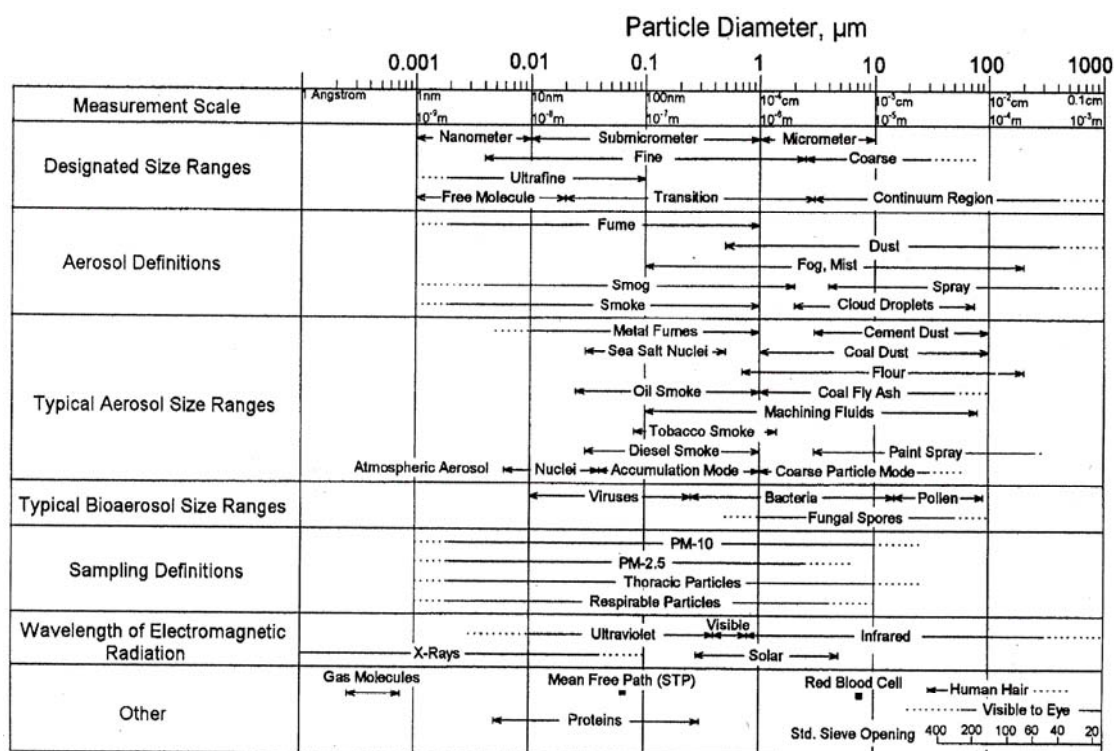 Particle Diameter, µm
0.001 0.01 0.1 1 10 100 1000
Measurement Scale
1 Angstrom 1nm 10nm 100nm 10⁻⁴cm 10⁻³cm 10⁻²cm 0.1cm
10⁻⁹m 10⁻⁸m 10⁻⁷m 10⁻⁶m 10⁻⁵m 10⁻⁴m 10⁻³m
Designated Size Ranges
Nanometer Submicrometer Micrometer
Fine Coarse
Ultrafine
Free Molecule Transition Continuum Region
Aerosol Definitions
Fume
Dust
Fog, Mist
Smog Spray
Smoke Cloud Droplets
Typical Aerosol Size Ranges
Metal Fumes Cement Dust
Sea Salt Nuclei Coal Dust
Flour
Oil Smoke Coal Fly Ash
Machining Fluids
Tobacco Smoke
Diesel Smoke Paint Spray
Atmospheric Aerosol Nuclei Accumulation Mode Coarse Particle Mode
Typical Bioaerosol Size Ranges
Viruses Bacteria Pollen
Fungal Spores
Sampling Definitions
PM-10
PM-2.5
Thoracic Particles
Respirable Particles
Wavelength of Electromagnetic
Radiation
Visible
Ultraviolet Infrared
X-Rays Solar
Other
Gas Molecules Mean Free Path (STP) Red Blood Cell
Human Hair
Visible to Eye
Proteins
Std. Sieve Opening
400 200 100 60 40 20